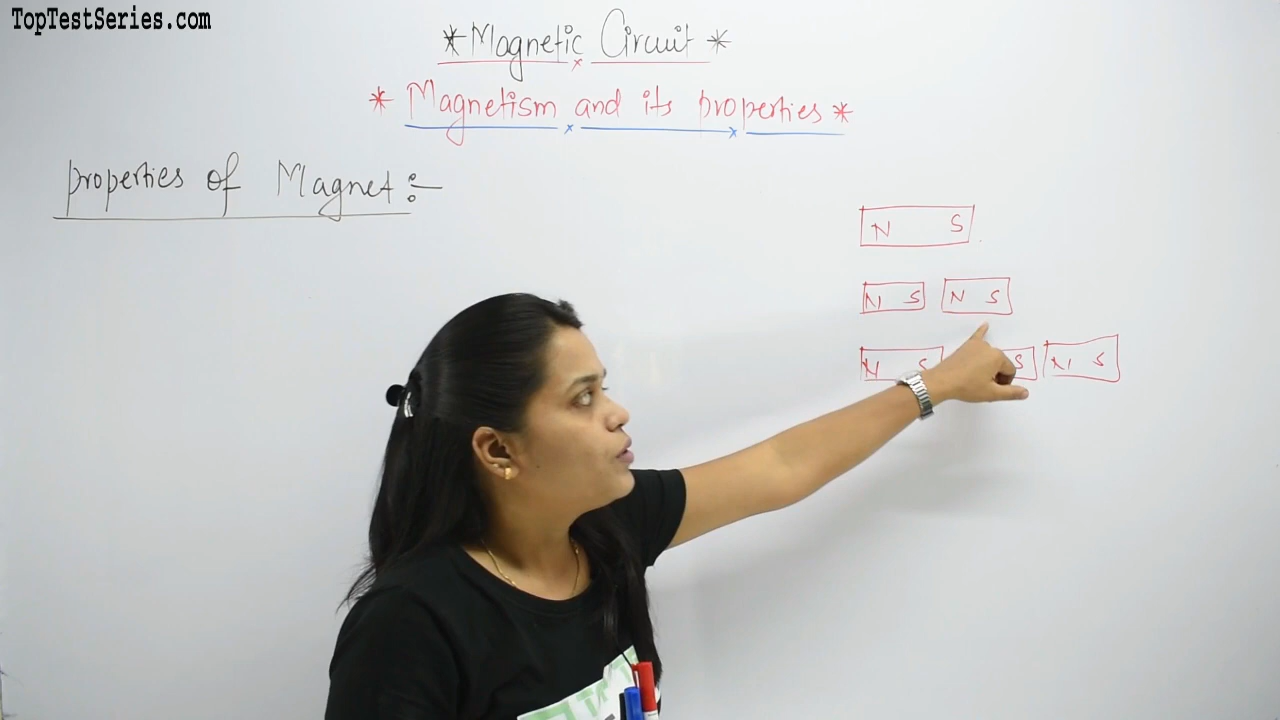 TopTestSeries.com
*Magnetic Circuit*
* Magnetism and its properties *
properties of Magnet :-
N S
N S N S
N S S N S